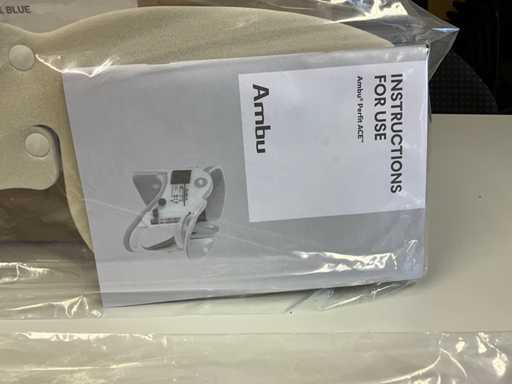 BLUE
INSTRUCTIONS
FOR USE
Ambu® Perfit ACE™
Ambu